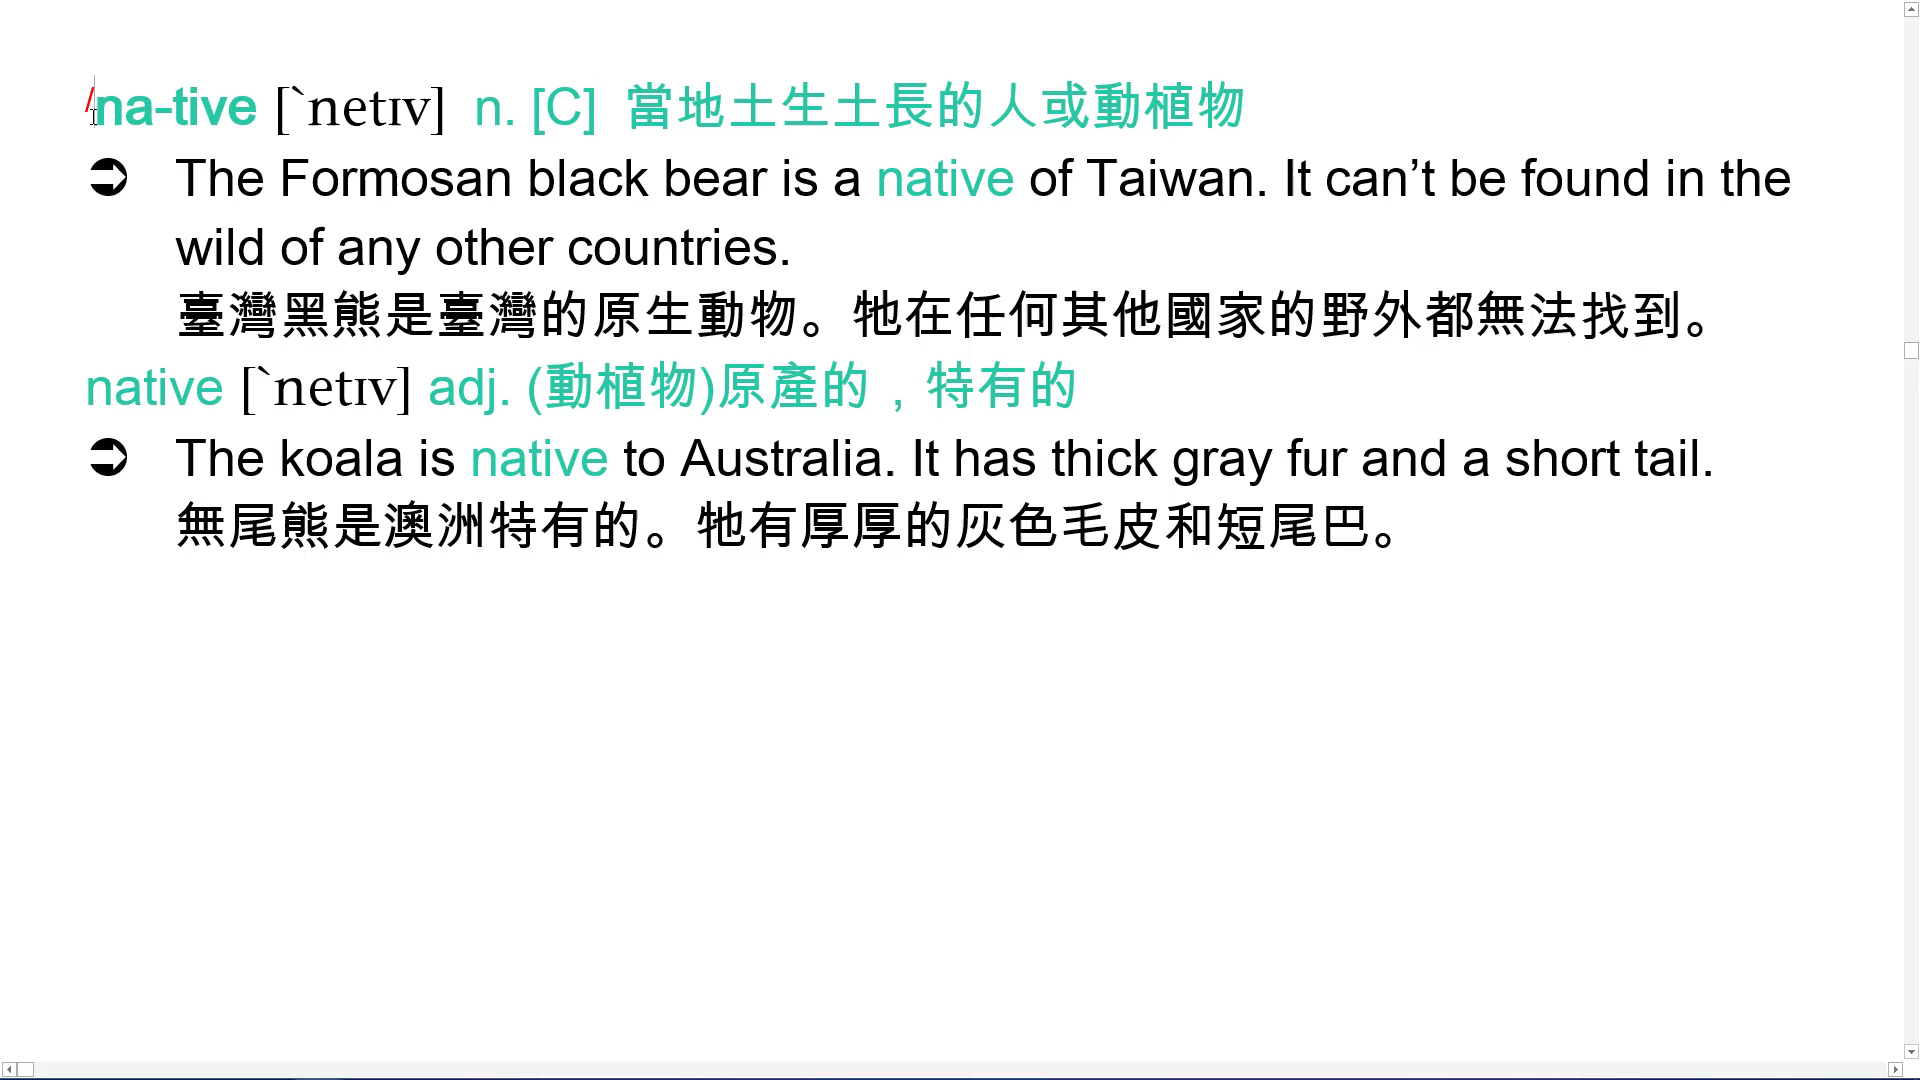 /na-tive [ˋnetɪv] n. [C] 當地土生土長的人或動植物
➲ The Formosan black bear is a native of Taiwan. It can’t be found in the
wild of any other countries.
臺灣黑熊是臺灣的原生動物。牠在任何其他國家的野外都無法找到。
native [ˋnetɪv] adj. (動植物)原產的，特有的
➲ The koala is native to Australia. It has thick gray fur and a short tail.
無尾熊是澳洲特有的。牠有厚厚的灰色毛皮和短尾巴。